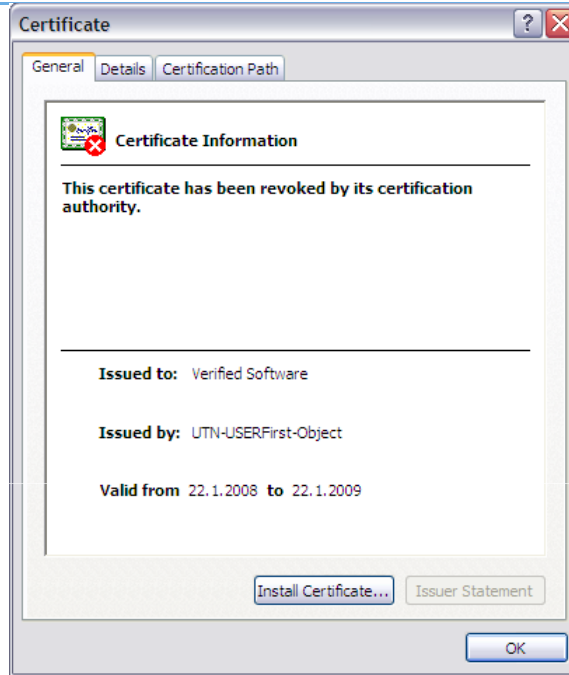 Certificate
General Details Certification Path
Certificate Information
This certificate has been revoked by its certification
authority.
Issued to: Verified Software
Issued by: UTN-USERFirst-Object
Valid from 22.1.2008 to 22.1.2009
Install Certificate... Issuer Statement
OK